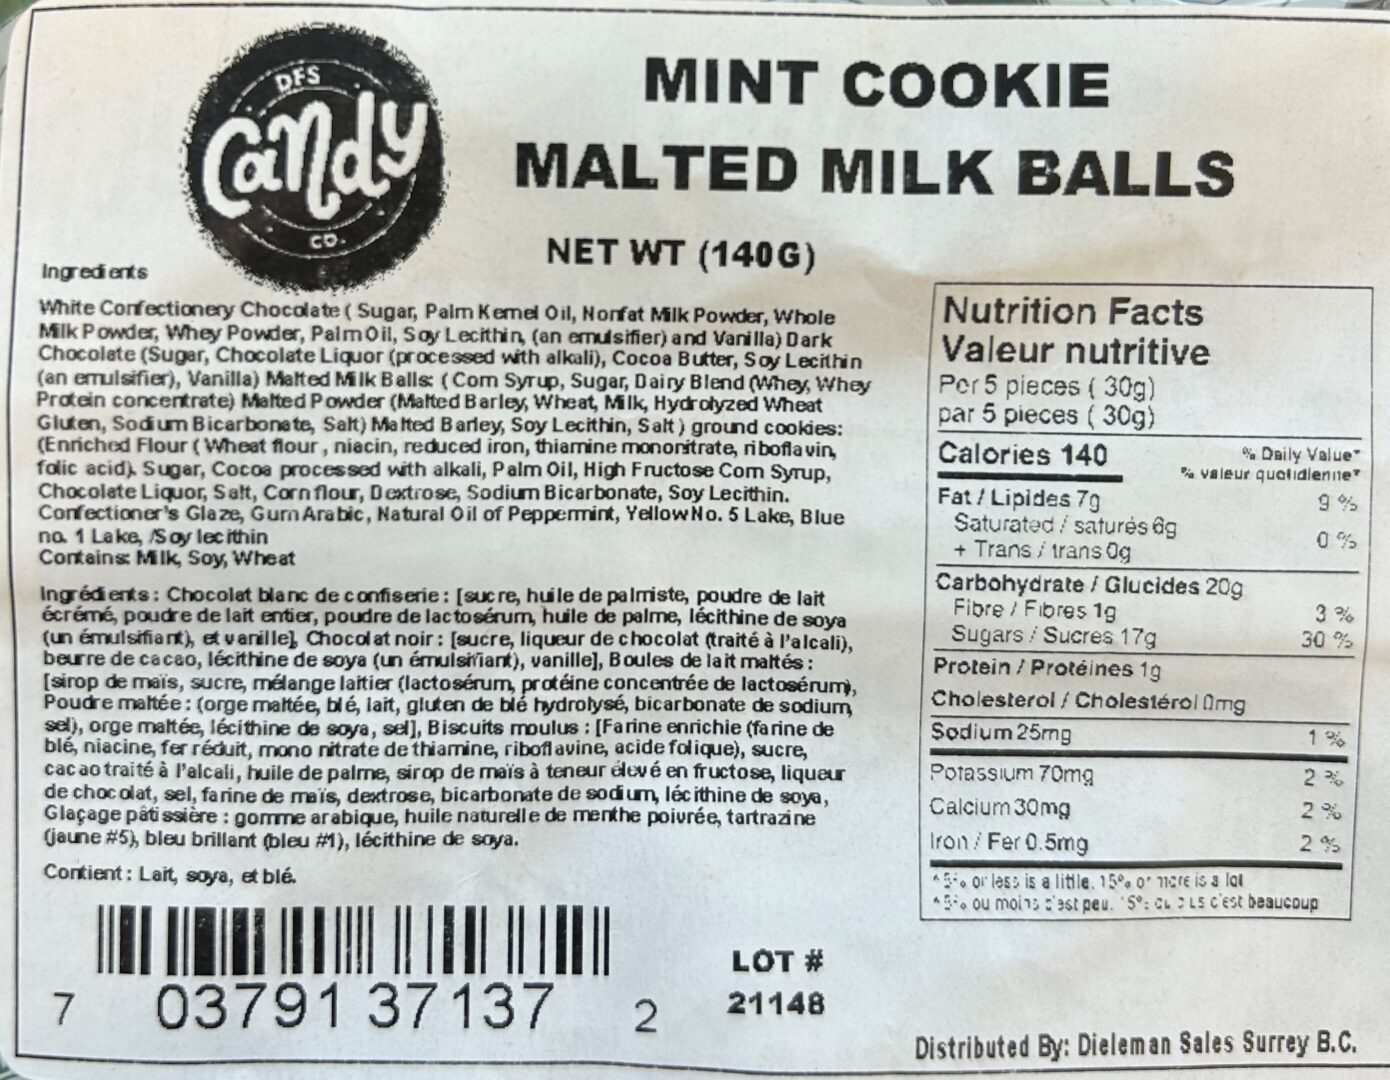 DFS
Candy
CO.
MINT COOKIE
MALTED MILK BALLS
NET WT (140G)
Ingredients
White Confectionery Chocolate ( Sugar, Palm Kernel Oil, Nonfat Milk Powder, Whole
Milk Powder, Whey Powder, Palm Oil, Soy Lecithin, (an emulsifier) and Vanilla) Dark
Chocolate (Sugar, Chocolate Liquor (processed with alkali), Cocoa Butter, Soy Lecithin
(an emulsifier), Vanilla) Malted Milk Balls: ( Corn Syrup, Sugar, Dairy Blend (Whey, Whey
Protein concentrate) Malted Powder (Malted Barley, Wheat, Milk, Hydrolyzed Wheat
Gluten, Sodium Bicarbonate, Salt) Malted Barley, Soy Lecithin, Salt ) ground cookies:
(Enriched Flour ( Wheat flour , niacin, reduced iron, thiamine mononitrate, riboflavin,
folic acid). Sugar, Cocoa processed with alkali, Palm Oil, High Fructose Corn Syrup,
Chocolate Liquor, Salt, Corn flour, Dextrose, Sodium Bicarbonate, Soy Lecithin.
Confectioner's Glaze, Gum Arabic, Natural Oil of Peppermint, Yellow No. 5 Lake, Blue
no. 1 Lake, /Soy lecithin
Contains: Milk, Soy, Wheat
Ingrédients : Chocolat blanc de confiserie : [sucre, huile de palmiste, poudre de lait
écrémé, poudre de lait entier, poudre de lactosérum, huile de palme, lécithine de soya
(un émulsifiant), et vanille], Chocolat noir : [sucre, liqueur de chocolat (traité à l'alcali),
beurre de cacao, lécithine de soya (un émulsifiant), vanille], Boules de lait maltés :
[sirop de maïs, sucre, mélange laitier (lactosérum, protéine concentrée de lactosérum),
Poudre maltée : (orge maltée, blé, lait, gluten de blé hydrolysé, bicarbonate de sodium,
sel), orge maltée, lécithine de soya, sel], Biscuits moulus : [Farine enrichie (farine de
blé, niacine, fer réduit, mono nitrate de thiamine, riboflavine, acide folique), sucre,
cacao traité à l'alcali, huile de palme, sirop de maïs à teneur élevé en fructose, liqueur
de chocolat, sel, farine de maïs, dextrose, bicarbonate de sodium, lécithine de soya,
Glaçage pâtissière : gomme arabique, huile naturelle de menthe poivrée, tartrazine
(jaune #5), bleu brillant (bleu #1), lécithine de soya.
Contient : Lait, soya, et blé.
7 03791 37137 2
LOT #
21148
Nutrition Facts
Valeur nutritive
Per 5 pieces ( 30g)
par 5 pieces ( 30g)
Calories 140
% Daily Value*
% valeur quotidienne*
Fat / Lipides 7g 9 %
Saturated / saturés 6g
+ Trans / trans 0g 0 %
Carbohydrate / Glucides 20g
Fibre / Fibres 1g 3 %
Sugars / Sucres 17g 30 %
Protein / Protéines 1g
Cholesterol / Cholestérol 0mg
Sodium 25mg 1 %
Potassium 70mg 2 %
Calcium 30mg 2 %
Iron / Fer 0.5mg 2 %
*5% or less is a little, 15% or more is a lot
*5% ou moins c'est peu, 15% ou plus c'est beaucoup
Distributed By: Dieleman Sales Surrey B.C.